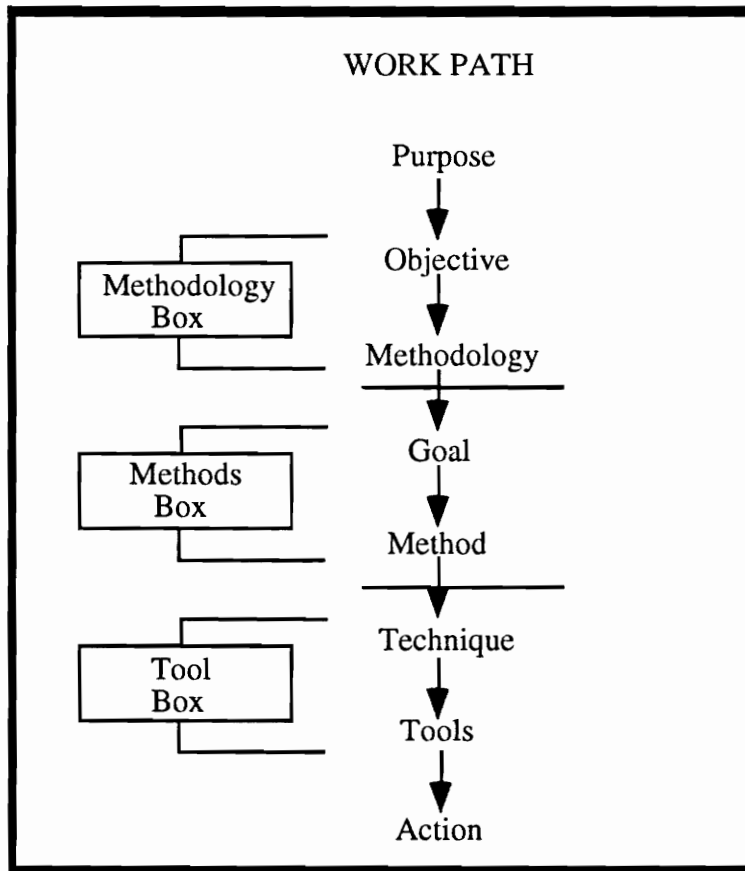 WORK PATH
Purpose
Objective
Methodology
Box
Methodology
Goal
Methods
Box
Method
Technique
Tool
Box
Tools
Action